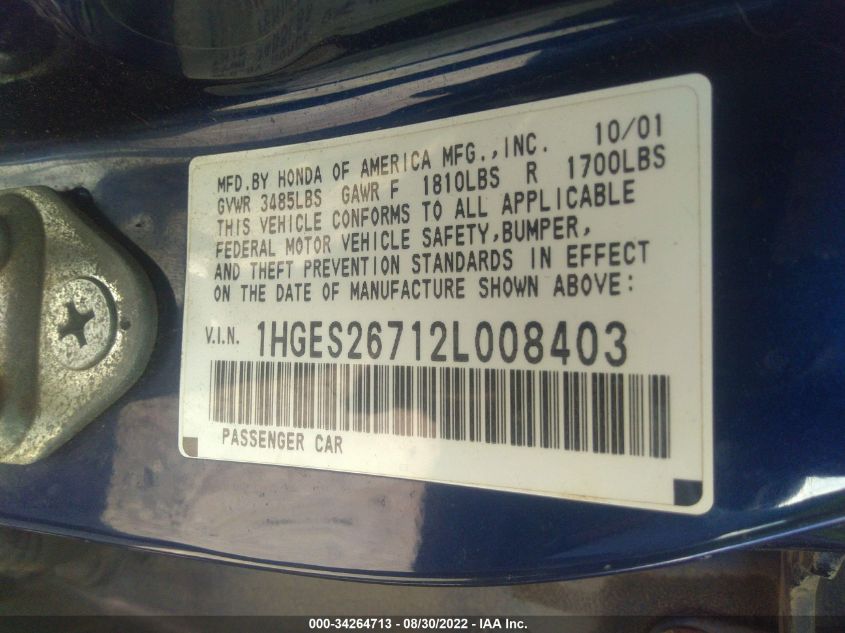 MFD.BY HONDA OF AMERICA MFG.,INC. 10/01
GVWR 3485LBS GAWR F 1810LBS R 1700LBS
THIS VEHICLE CONFORMS TO ALL APPLICABLE
FEDERAL MOTOR VEHICLE SAFETY,BUMPER,
AND THEFT PREVENTION STANDARDS IN EFFECT
ON THE DATE OF MANUFACTURE SHOWN ABOVE:
V.I.N. 1HGES26712L008403
PASSENGER CAR
000-34264713 - 08/30/2022 - IAA Inc.